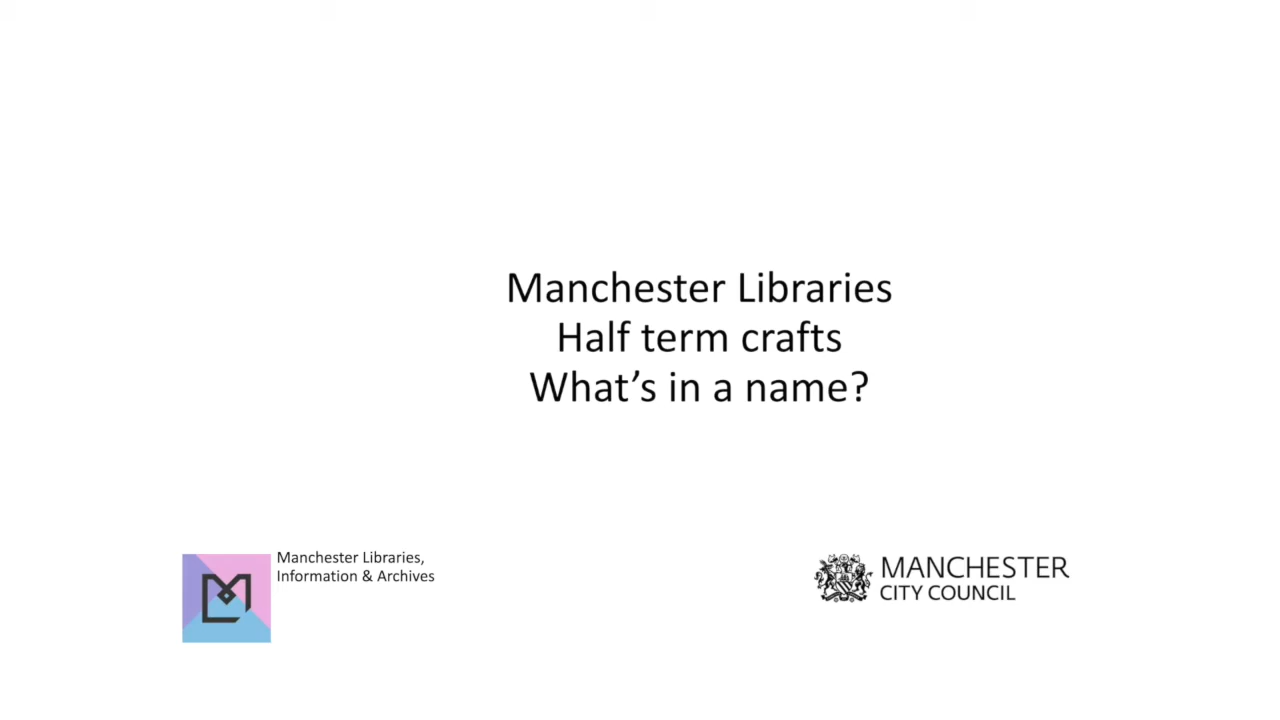 Manchester Libraries
Half term crafts
What’s in a name?
Manchester Libraries,
Information & Archives
MANCHESTER
CITY COUNCIL